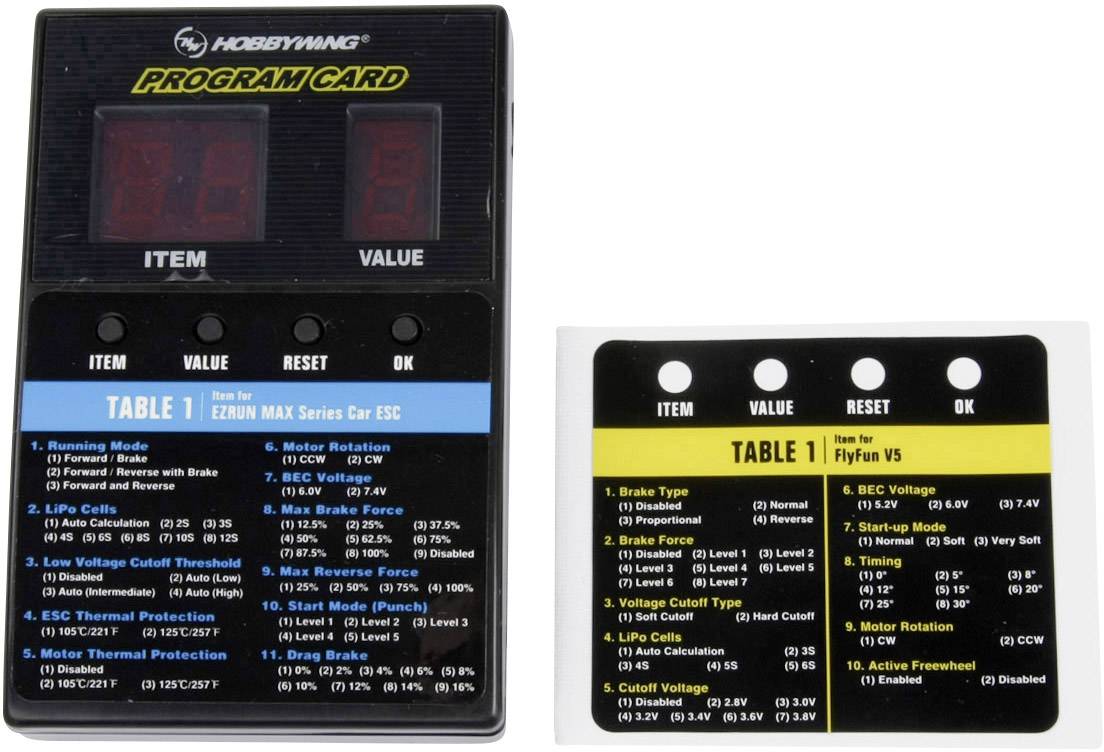 HW HOBBYWING®
PROGRAM CARD
ITEM VALUE
ITEM VALUE RESET OK
TABLE 1 Item for EZRUN MAX Series Car ESC
1. Running Mode
(1) Forward / Brake
(2) Forward / Reverse with Brake
(3) Forward and Reverse
2. LiPo Cells
(1) Auto Calculation (2) 2S (3) 3S
(4) 4S (5) 6S (6) 8S (7) 10S (8) 12S
3. Low Voltage Cutoff Threshold
(1) Disabled (2) Auto (Low)
(3) Auto (Intermediate) (4) Auto (High)
4. ESC Thermal Protection
(1) 105℃/221℉ (2) 125℃/257℉
5. Motor Thermal Protection
(1) Disabled
(2) 105℃/221℉ (3) 125℃/257℉
6. Motor Rotation
(1) CCW (2) CW
7. BEC Voltage
(1) 6.0V (2) 7.4V
8. Max Brake Force
(1) 12.5% (2) 25% (3) 37.5%
(4) 50% (5) 62.5% (6) 75%
(7) 87.5% (8) 100% (9) Disabled
9. Max Reverse Force
(1) 25% (2) 50% (3) 75% (4) 100%
10. Start Mode (Punch)
(1) Level 1 (2) Level 2 (3) Level 3
(4) Level 4 (5) Level 5
11. Drag Brake
(1) 0% (2) 2% (3) 4% (4) 6% (5) 8%
(6) 10% (7) 12% (8) 14% (9) 16%
ITEM VALUE RESET OK
TABLE 1 Item for FlyFun V5
1. Brake Type
(1) Disabled (2) Normal
(3) Proportional (4) Reverse
2. Brake Force
(1) Disabled (2) Level 1 (3) Level 2
(4) Level 3 (5) Level 4 (6) Level 5
(7) Level 6 (8) Level 7
3. Voltage Cutoff Type
(1) Soft Cutoff (2) Hard Cutoff
4. LiPo Cells
(1) Auto Calculation (2) 3S
(3) 4S (4) 5S (5) 6S
5. Cutoff Voltage
(1) Disabled (2) 2.8V (3) 3.0V
(4) 3.2V (5) 3.4V (6) 3.6V (7) 3.8V
6. BEC Voltage
(1) 5.2V (2) 6.0V (3) 7.4V
7. Start-up Mode
(1) Normal (2) Soft (3) Very Soft
8. Timing
(1) 0° (2) 5° (3) 8°
(4) 12° (5) 15° (6) 20°
(7) 25° (8) 30°
9. Motor Rotation
(1) CW (2) CCW
10. Active Freewheel
(1) Enabled (2) Disabled